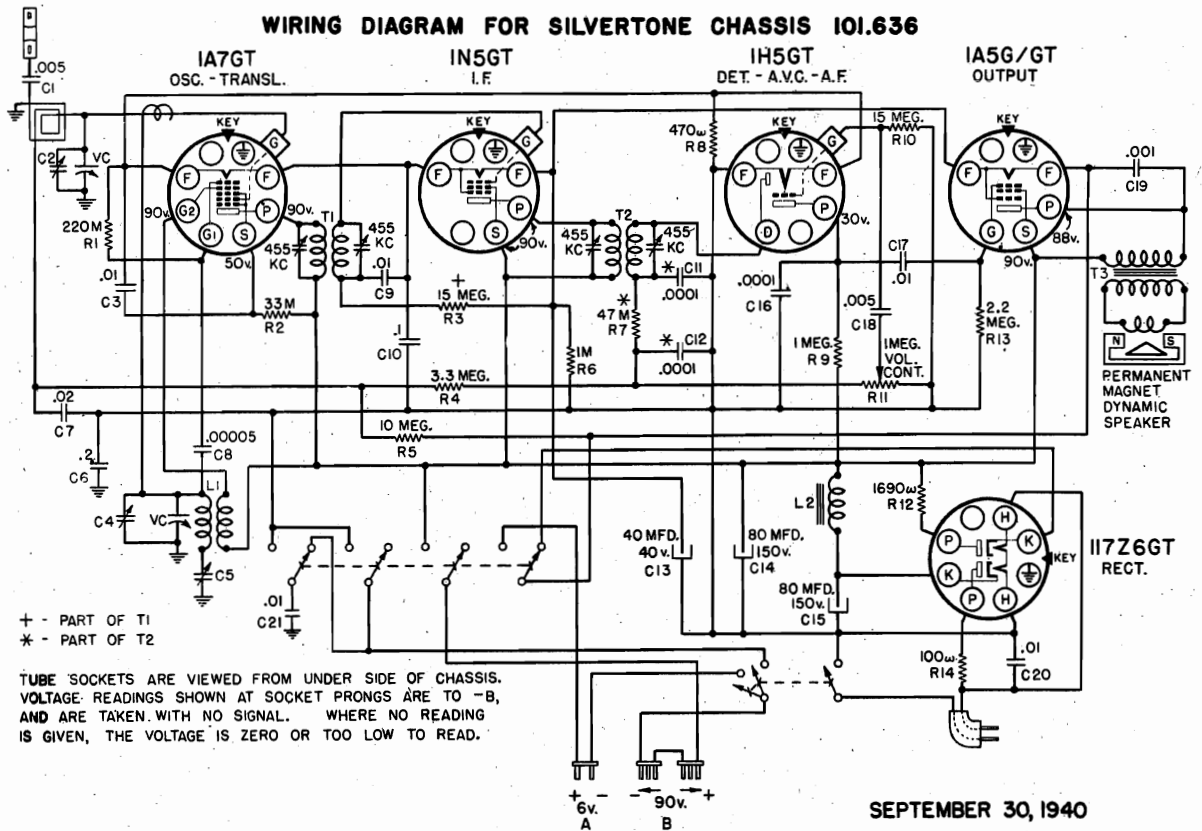 WIRING DIAGRAM FOR SILVERTONE CHASSIS 101.636
1A7GT
OSC. - TRANSL.
1N5GT
I.F.
1H5GT
DET. - A.V.C. - A.F.
1A5G/GT
OUTPUT
.005
C1
KEY
G
F
F
G2
P
G1
S
90v.
90v.
50v.
C2
VC
220M
R1
.01
C3
33M
R2
T1
455
KC
455
KC
.01
C9
+
15 MEG.
R3
.1
C10
KEY
G
F
F
P
S
90v.
T2
455
KC
455
KC
*
C11
.0001
*
47M
R7
*
C12
.0001
1M
R6
3.3 MEG.
R4
10 MEG.
R5
470ω
R8
KEY
G
F
F
P
D
30v.
15 MEG.
R10
.0001
C16
C17
.01
.005
C18
1 MEG.
R9
1 MEG.
VOL.
CONT.
R11
KEY
F
F
P
G
S
88v.
90v.
.001
C19
2.2
MEG.
R13
T3
N
S
PERMANENT
MAGNET
DYNAMIC
SPEAKER
.02
C7
.2
C6
.00005
C8
L1
C4
VC
C5
.01
C21
40 MFD.
40v.
C13
80 MFD.
150v.
C14
L2
80 MFD.
150v.
C15
1690ω
R12
H
P
K
K
P
H
KEY
117Z6GT
RECT.
100ω
R14
.01
C20
+ - PART OF T1
* - PART OF T2
TUBE SOCKETS ARE VIEWED FROM UNDER SIDE OF CHASSIS.
VOLTAGE READINGS SHOWN AT SOCKET PRONGS ARE TO -B,
AND ARE TAKEN WITH NO SIGNAL. WHERE NO READING
IS GIVEN, THE VOLTAGE IS ZERO OR TOO LOW TO READ.
+ -
6v.
A
- 90v. +
B
SEPTEMBER 30, 1940